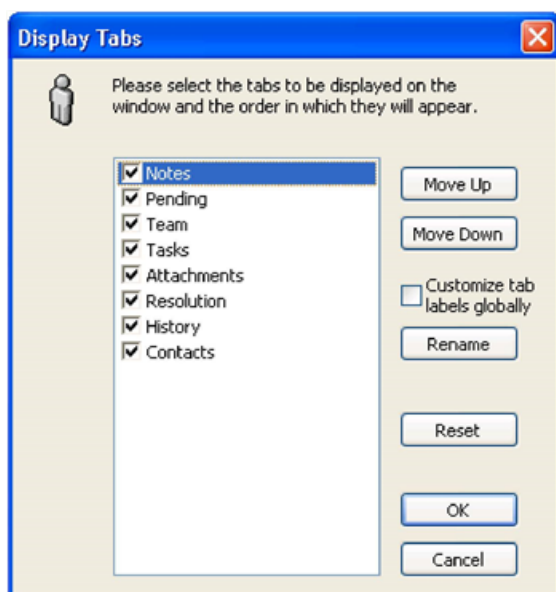 Display Tabs
Please select the tabs to be displayed on the
window and the order in which they will appear.
Notes
Pending
Team
Tasks
Attachments
Resolution
History
Contacts
Move Up
Move Down
Customize tab
labels globally
Rename
Reset
OK
Cancel